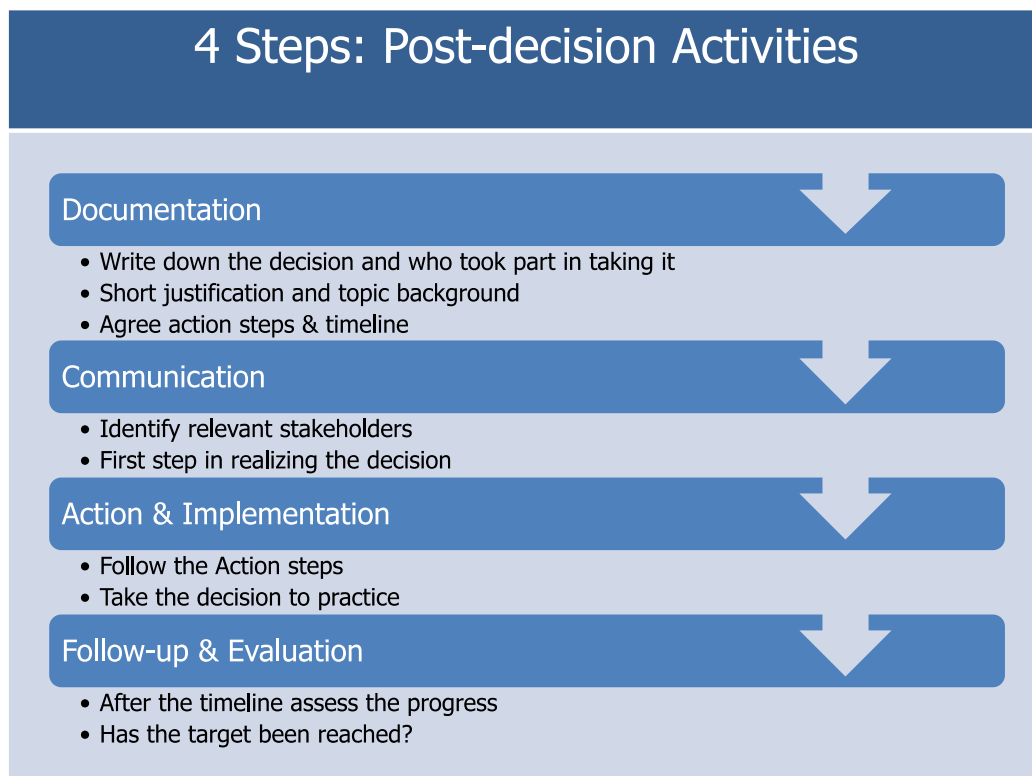 4 Steps: Post-decision Activities
Documentation
• Write down the decision and who took part in taking it
• Short justification and topic background
• Agree action steps & timeline
Communication
• Identify relevant stakeholders
• First step in realizing the decision
Action & Implementation
• Follow the Action steps
• Take the decision to practice
Follow-up & Evaluation
• After the timeline assess the progress
• Has the target been reached?